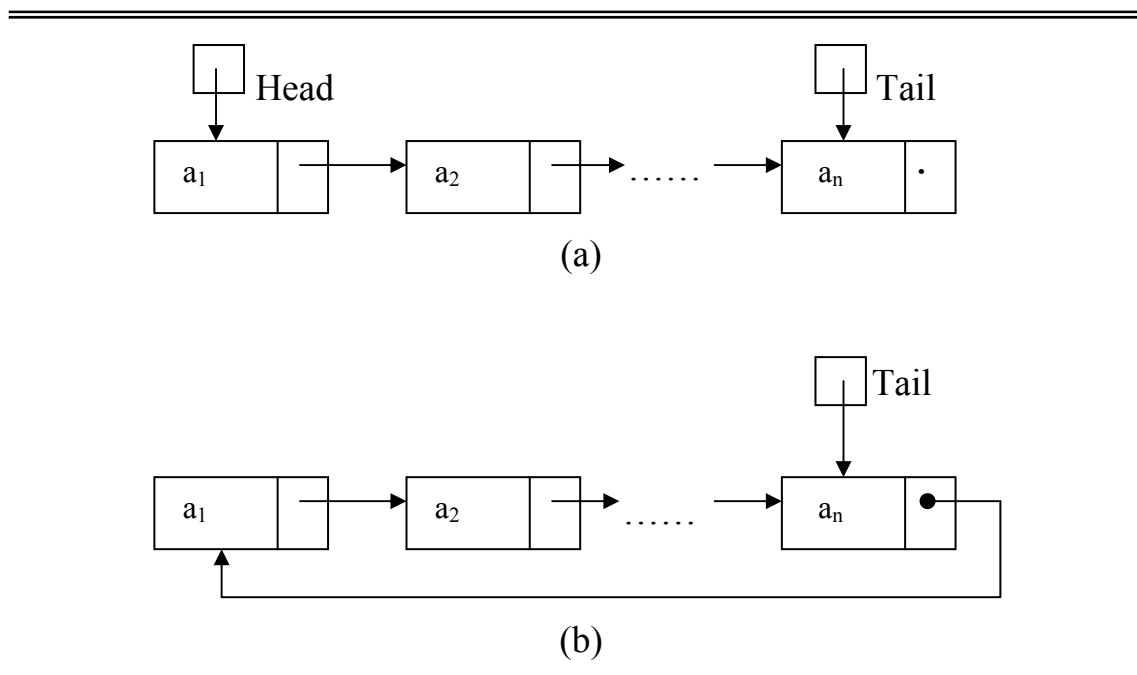 Head Tail
a₁ a₂ ...... aₙ .
(a)
Tail
a₁ a₂ ...... aₙ
(b)